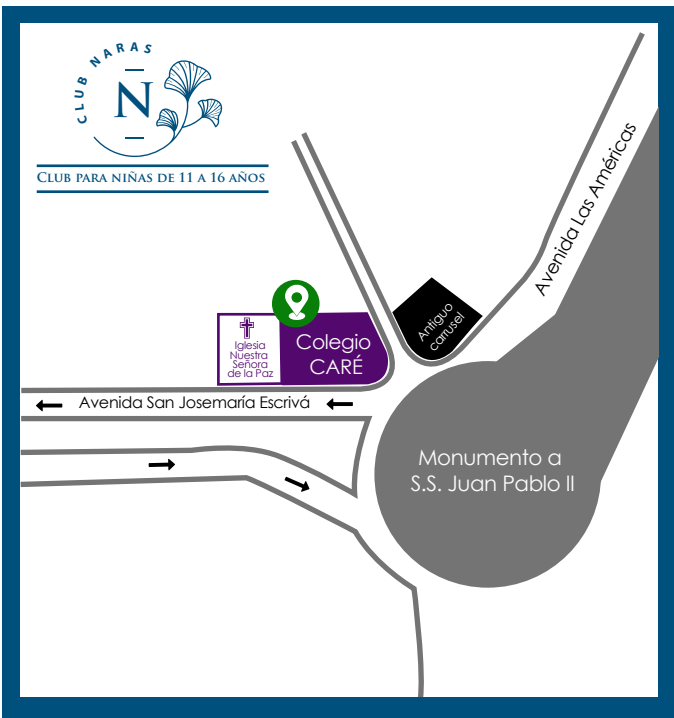 CLUB NARAS
N
CLUB PARA NIÑAS DE 11 A 16 AÑOS
Avenida Las Américas
Antiguo
carrusel
Iglesia
Nuestra
Señora
de la Paz
Colegio
CARÉ
Avenida San Josemaría Escrivá
Monumento a
S.S. Juan Pablo II